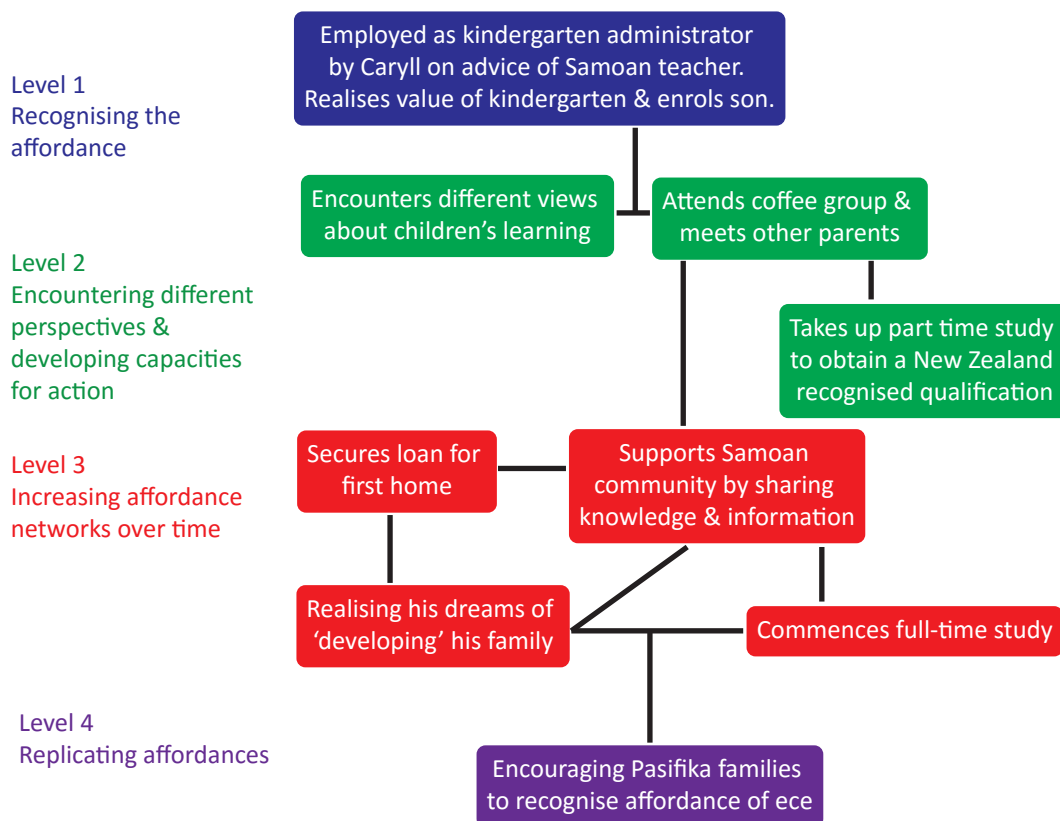 Employed as kindergarten administrator
by Caryll on advice of Samoan teacher.
Realises value of kindergarten & enrols son.
Level 1
Recognising the
affordance
Encounters different views
about children's learning
Attends coffee group &
meets other parents
Level 2
Encountering different
perspectives &
developing capacities
for action
Takes up part time study
to obtain a New Zealand
recognised qualification
Level 3
Increasing affordance
networks over time
Secures loan for
first home
Supports Samoan
community by sharing
knowledge & information
Realising his dreams of
‘developing’ his family
Commences full-time study
Level 4
Replicating affordances
Encouraging Pasifika families
to recognise affordance of ece